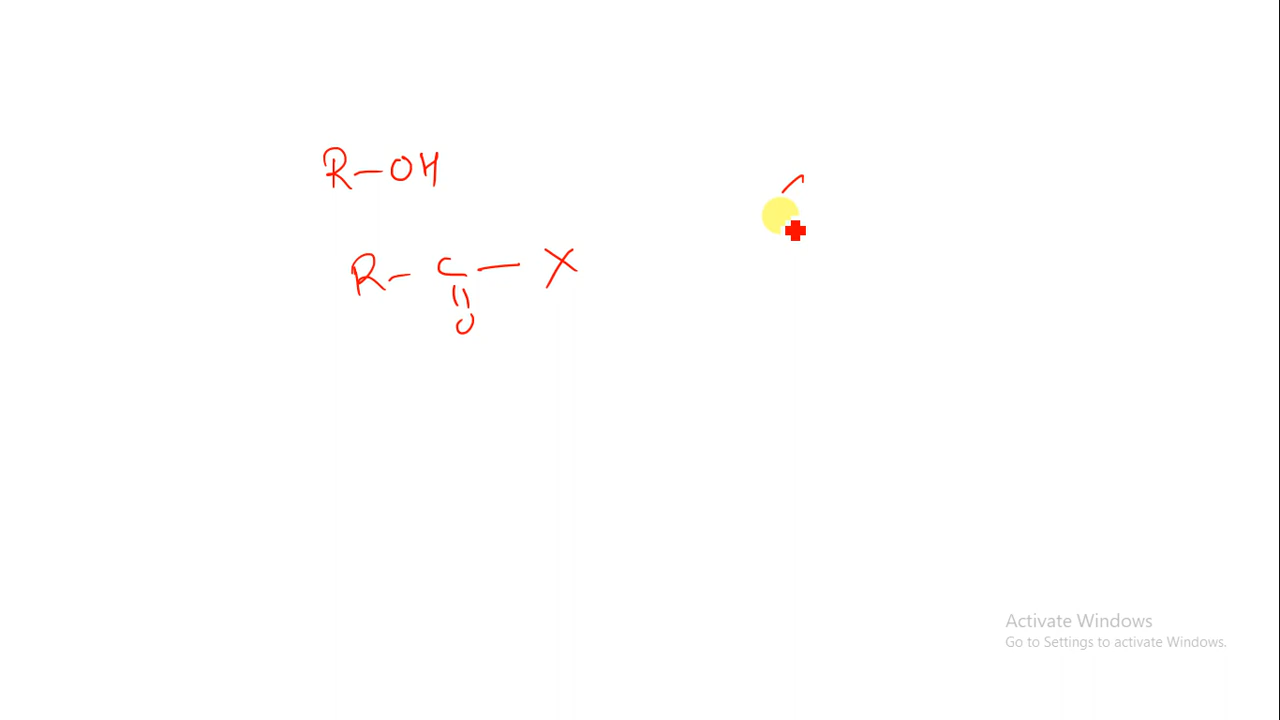 R-OH
R-C-X
||
O
Activate Windows
Go to Settings to activate Windows.